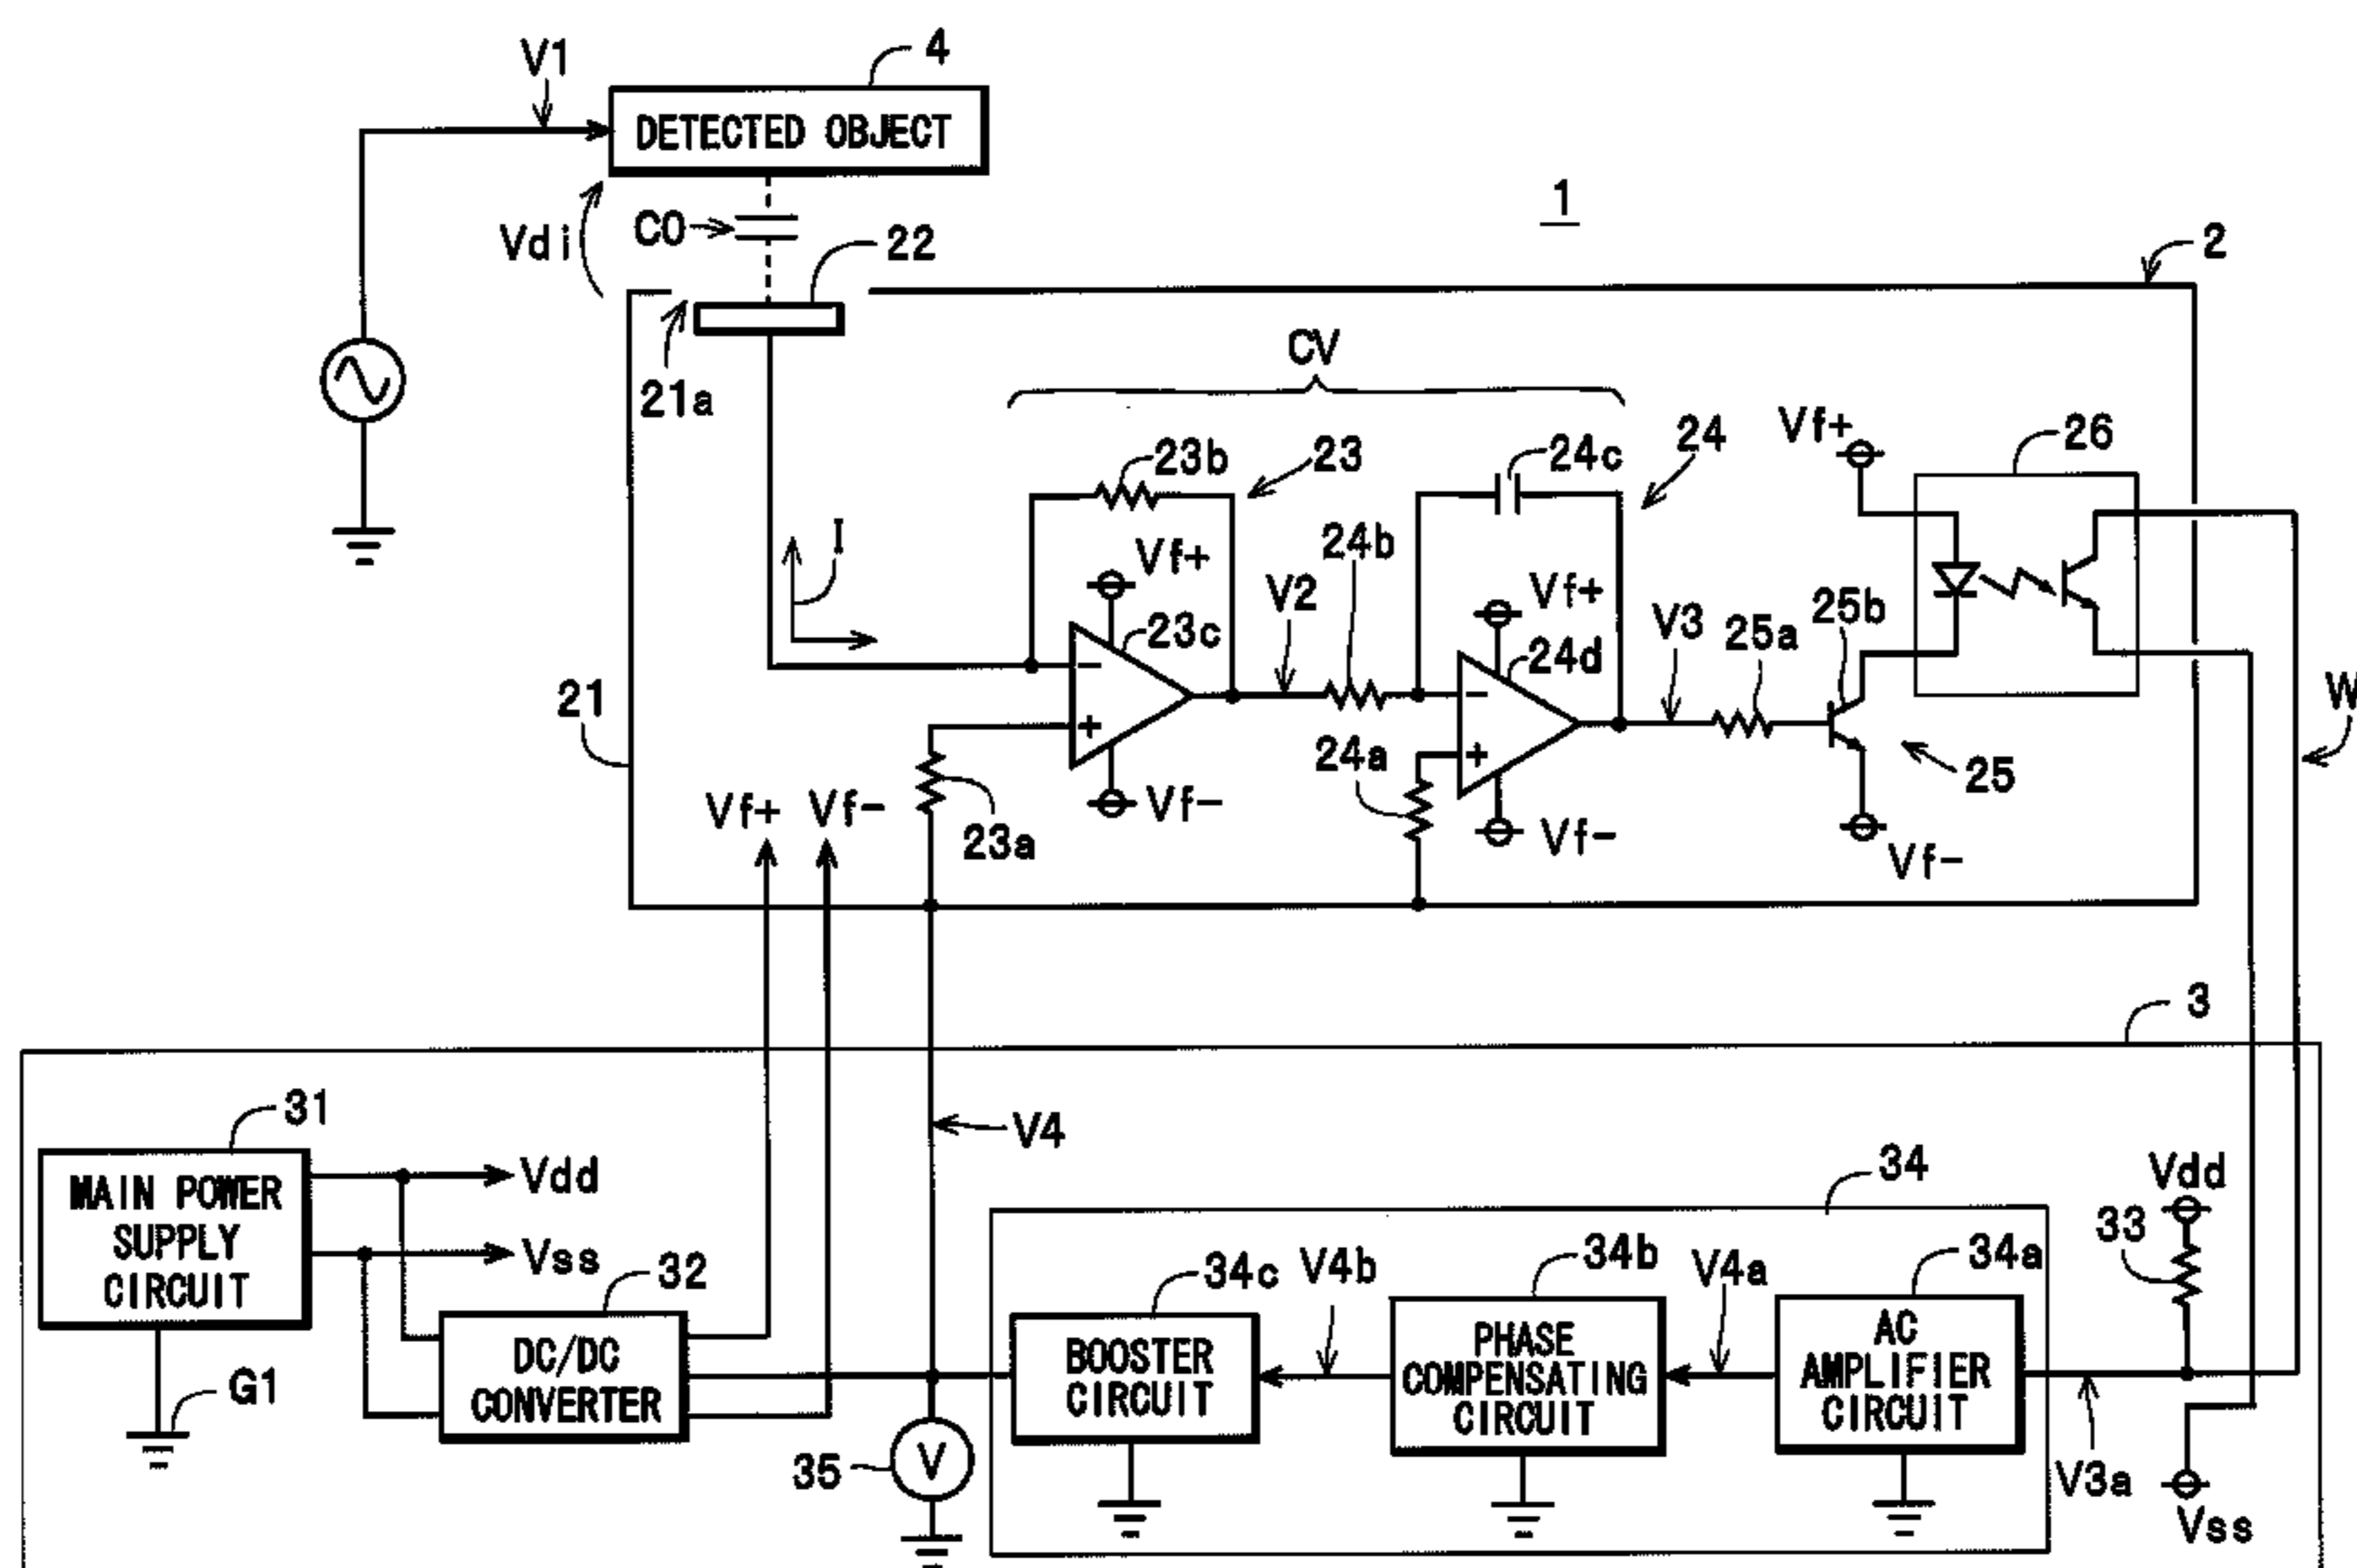 V1
4
DETECTED OBJECT
1
Vdi
C0
22
2
21a
CV
23b
23
24c
24
Vf+
26
I
Vf+
V2
24b
Vf+
V3
25a
25b
23c
24d
−
−
21
+
+
24a
25
W
Vf+
Vf-
23a
Vf-
Vf-
Vf-
3
31
V4
34
Vdd
MAIN POWER
SUPPLY
CIRCUIT
Vdd
Vss
32
34c
V4b
34b
V4a
34a
33
DC/DC
CONVERTER
BOOSTER
CIRCUIT
PHASE
COMPENSATING
CIRCUIT
AC
AMPLIFIER
CIRCUIT
G1
35
V
V3a
Vss